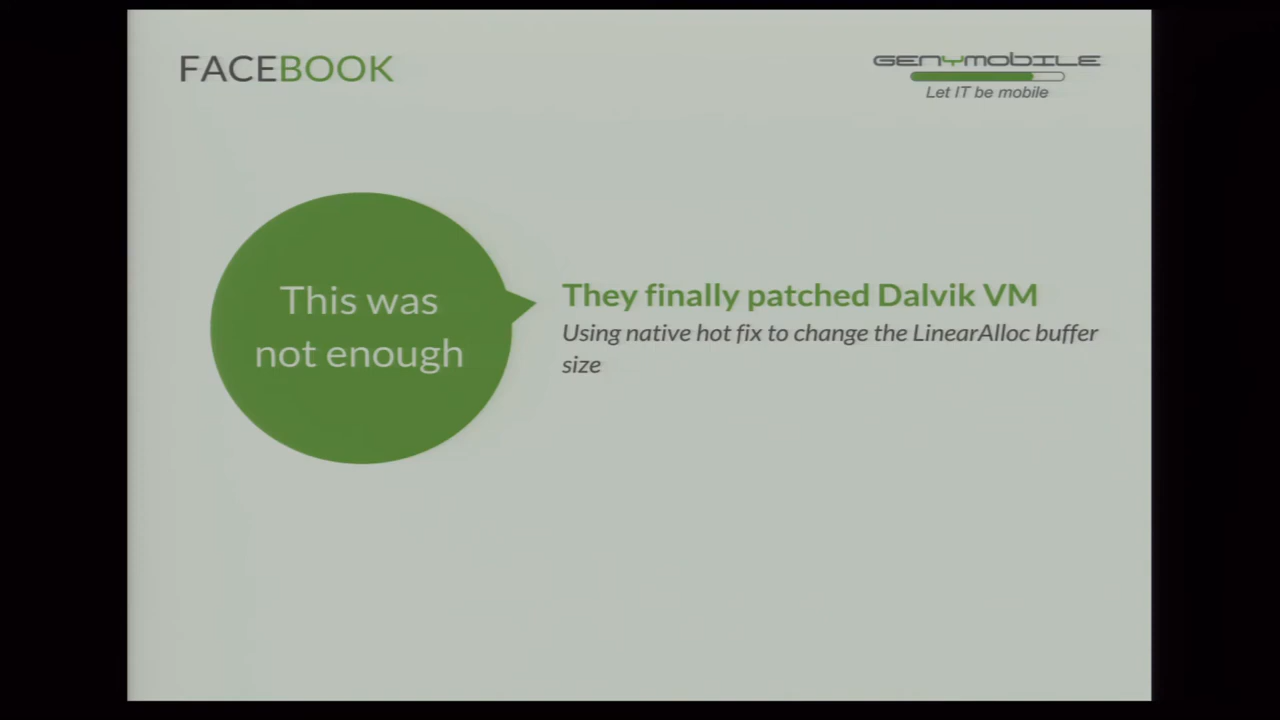 FACEBOOK
GENYMOBILE
Let IT be mobile
This was
not enough
They finally patched Dalvik VM
Using native hot fix to change the LinearAlloc buffer
size